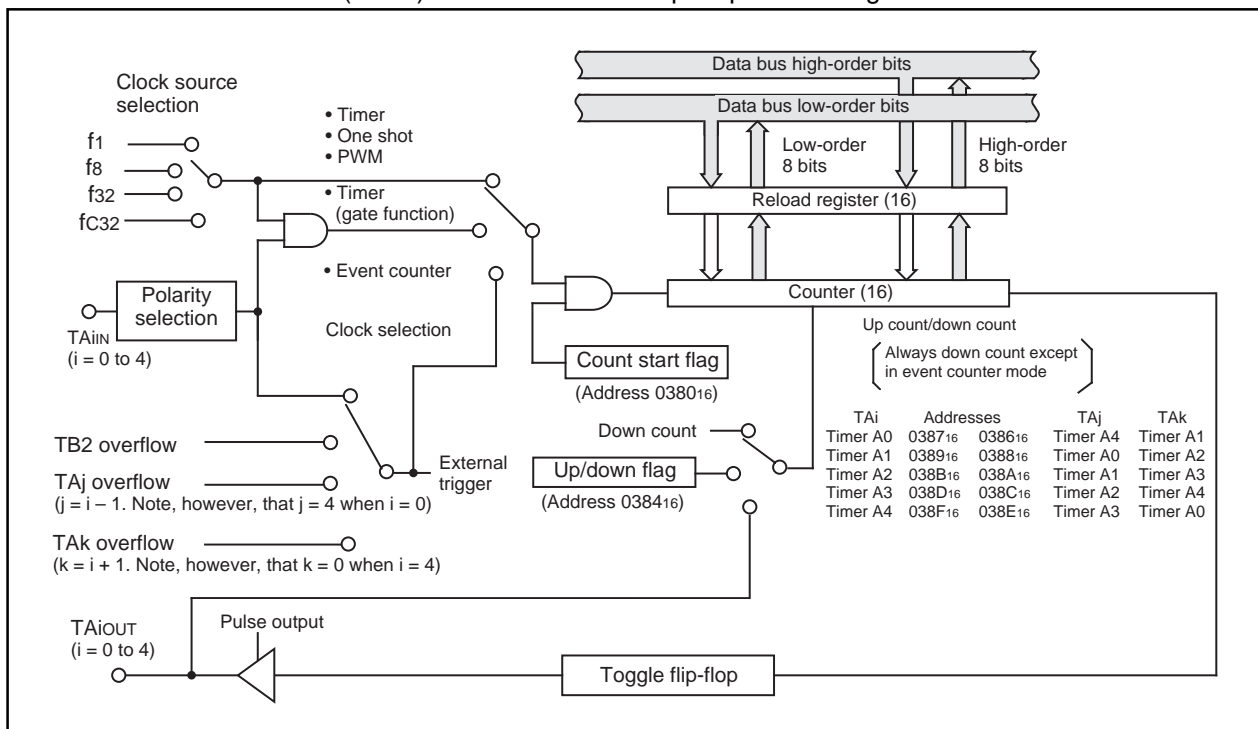 Data bus high-order bits
Data bus low-order bits
Clock source
selection
f1
f8
f32
fC32
• Timer
• One shot
• PWM
• Timer
(gate function)
• Event counter
Low-order
8 bits
High-order
8 bits
Reload register (16)
Counter (16)
Polarity
selection
TAiIN
(i = 0 to 4)
Clock selection
Count start flag
(Address 038016)
Up count/down count
Always down count except
in event counter mode
TB2 overflow
TAj overflow
(j = i – 1. Note, however, that j = 4 when i = 0)
TAk overflow
(k = i + 1. Note, however, that k = 0 when i = 4)
External
trigger
Down count
Up/down flag
(Address 038416)
TAi Addresses TAj TAk
Timer A0 038716 038616 Timer A4 Timer A1
Timer A1 038916 038816 Timer A0 Timer A2
Timer A2 038B16 038A16 Timer A1 Timer A3
Timer A3 038D16 038C16 Timer A2 Timer A4
Timer A4 038F16 038E16 Timer A3 Timer A0
TAiOUT
(i = 0 to 4)
Pulse output
Toggle flip-flop